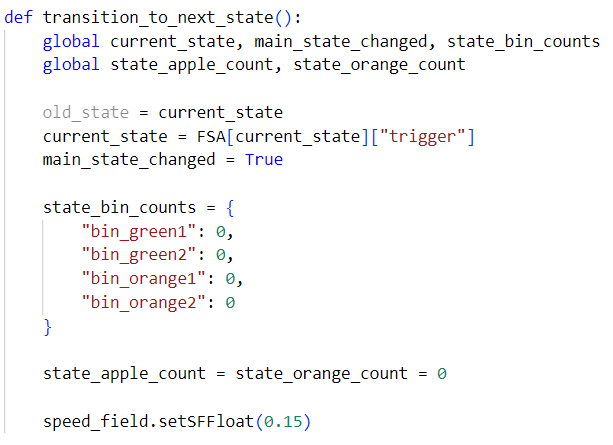 def transition_to_next_state():
    global current_state, main_state_changed, state_bin_counts
    global state_apple_count, state_orange_count

    old_state = current_state
    current_state = FSA[current_state]["trigger"]
    main_state_changed = True

    state_bin_counts = {
        "bin_green1": 0,
        "bin_green2": 0,
        "bin_orange1": 0,
        "bin_orange2": 0
    }

    state_apple_count = state_orange_count = 0

    speed_field.setSFFloat(0.15)